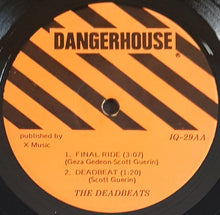 DANGERHOUSE®
published by
X Music
IQ-29AA
1. FINAL RIDE (3:07)
(Geza Gedeon-Scott Guerin)
2. DEADBEAT (1:20)
(Scott Guerin)
THE DEADBEATS